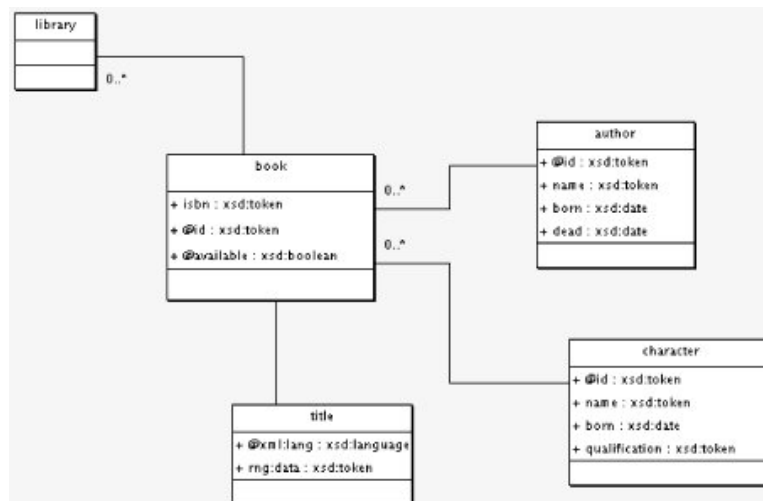 library
0..*
book
+ isbn : xsd:token
+ @id : xsd:token
+ @available : xsd:boolean
0..*
0..*
author
+ @id : xsd:token
+ name : xsd:token
+ born : xsd:date
+ dead : xsd:date
character
+ @id : xsd:token
+ name : xsd:token
+ born : xsd:date
+ qualification : xsd:token
title
+ @xml:lang : xsd:language
+ rng:data : xsd:token